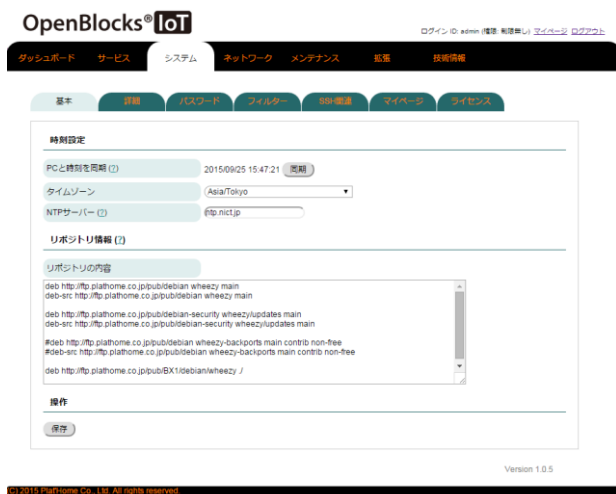 OpenBlocks® IoT
ログイン ID: admin (権限: 制限無し) マイページ ログアウト
ダッシュボード サービス システム ネットワーク メンテナンス 拡張 技術情報
基本 詳細 パスワード フィルター SSH関連 マイページ ライセンス
時刻設定
PCと時刻を同期 (?) 2015/09/25 15:47:21 同期
タイムゾーン Asia/Tokyo
NTPサーバー (?) ntp.nict.jp
リポジトリ情報 (?)
リポジトリの内容
deb http://ftp.plathome.co.jp/pub/debian wheezy main
deb-src http://ftp.plathome.co.jp/pub/debian wheezy main
deb http://ftp.plathome.co.jp/pub/debian-security wheezy/updates main
deb-src http://ftp.plathome.co.jp/pub/debian-security wheezy/updates main
#deb http://ftp.plathome.co.jp/pub/debian wheezy-backports main contrib non-free
#deb-src http://ftp.plathome.co.jp/pub/debian wheezy-backports main contrib non-free
deb http://ftp.plathome.co.jp/pub/BX1/debian/wheezy ./
操作
保存
Version 1.0.5
(C) 2015 Plat'Home Co., Ltd. All rights reserved.